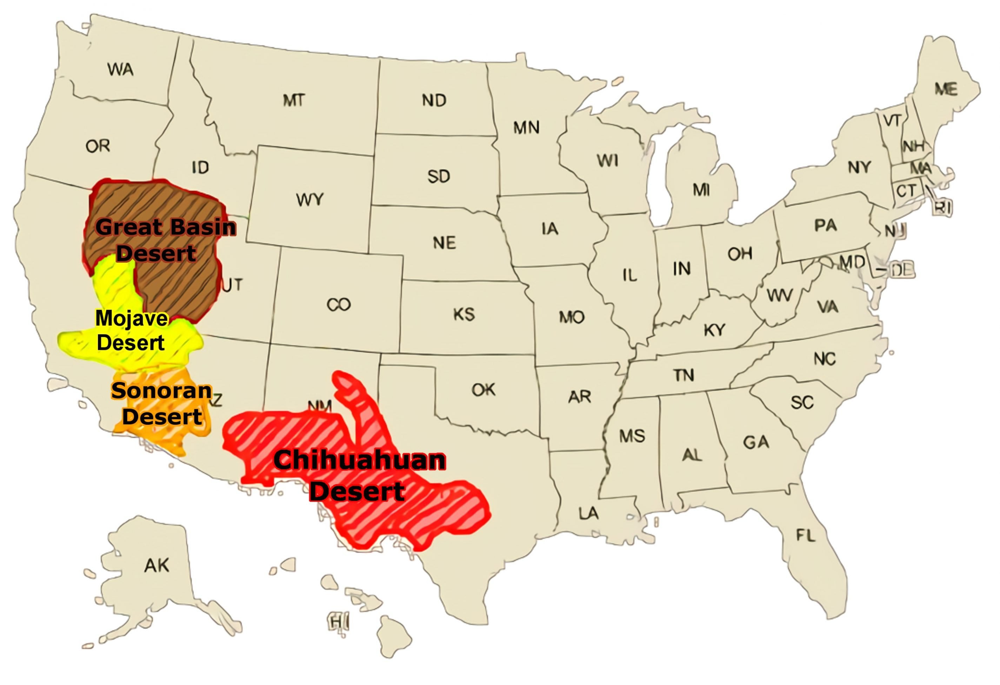 WA
MT
ND
MN
ME
VT
NH
OR
ID
SD
WI
NY
MA
WY
MI
CT
RI
Great Basin
Desert
NE
IA
PA
NJ
OH
IL
IN
MD
DE
UT
CO
KS
MO
WV
VA
KY
Mojave
Desert
NC
TN
OK
AR
SC
Sonoran
Desert
Z
NM
MS
AL
GA
Chihuahuan
Desert
LA
FL
AK
HI